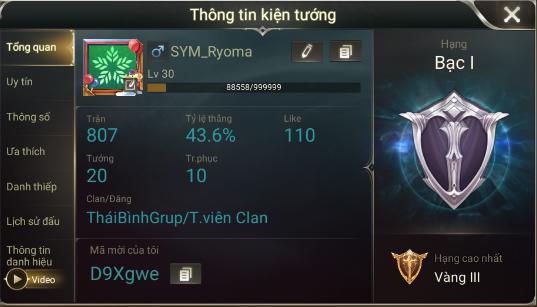 Thông tin kiện tướng
Tổng quan
Uy tín
Thông số
Ưa thích
Danh thiếp
Lịch sử đấu
Thông tin
danh hiệu
Video
SYM_Ryoma
Lv 30
88558/999999
Trận
Tỷ lệ thắng
Like
807
43.6%
110
Tướng
Tr.phục
20
10
Clan/Đẳng
TháiBìnhGrup/T.viên Clan
Mã mời của tôi
D9Xgwe
Hạng
Bạc I
Hạng cao nhất
Vàng III